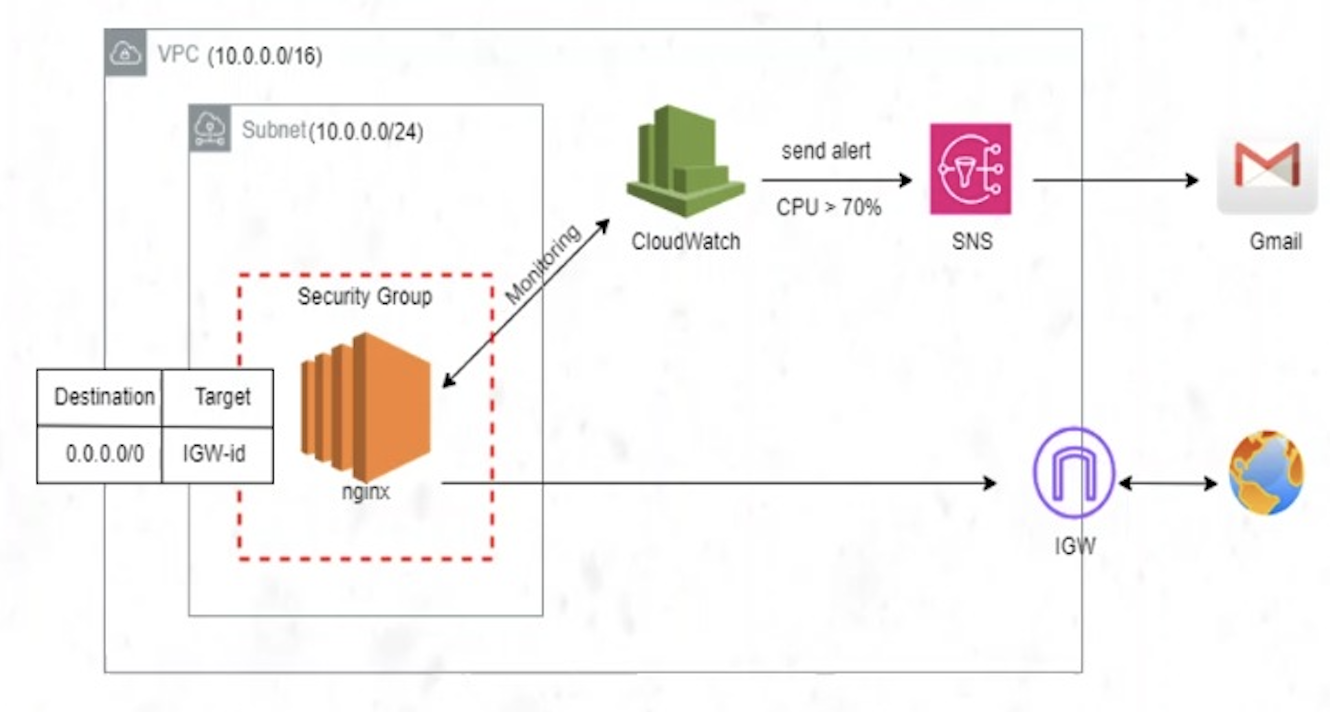 VPC (10.0.0.0/16)
Subnet(10.0.0.0/24)
send alert
CPU > 70%
CloudWatch
SNS
Gmail
Monitoring
Security Group
Destination Target
0.0.0.0/0 IGW-id
nginx
IGW